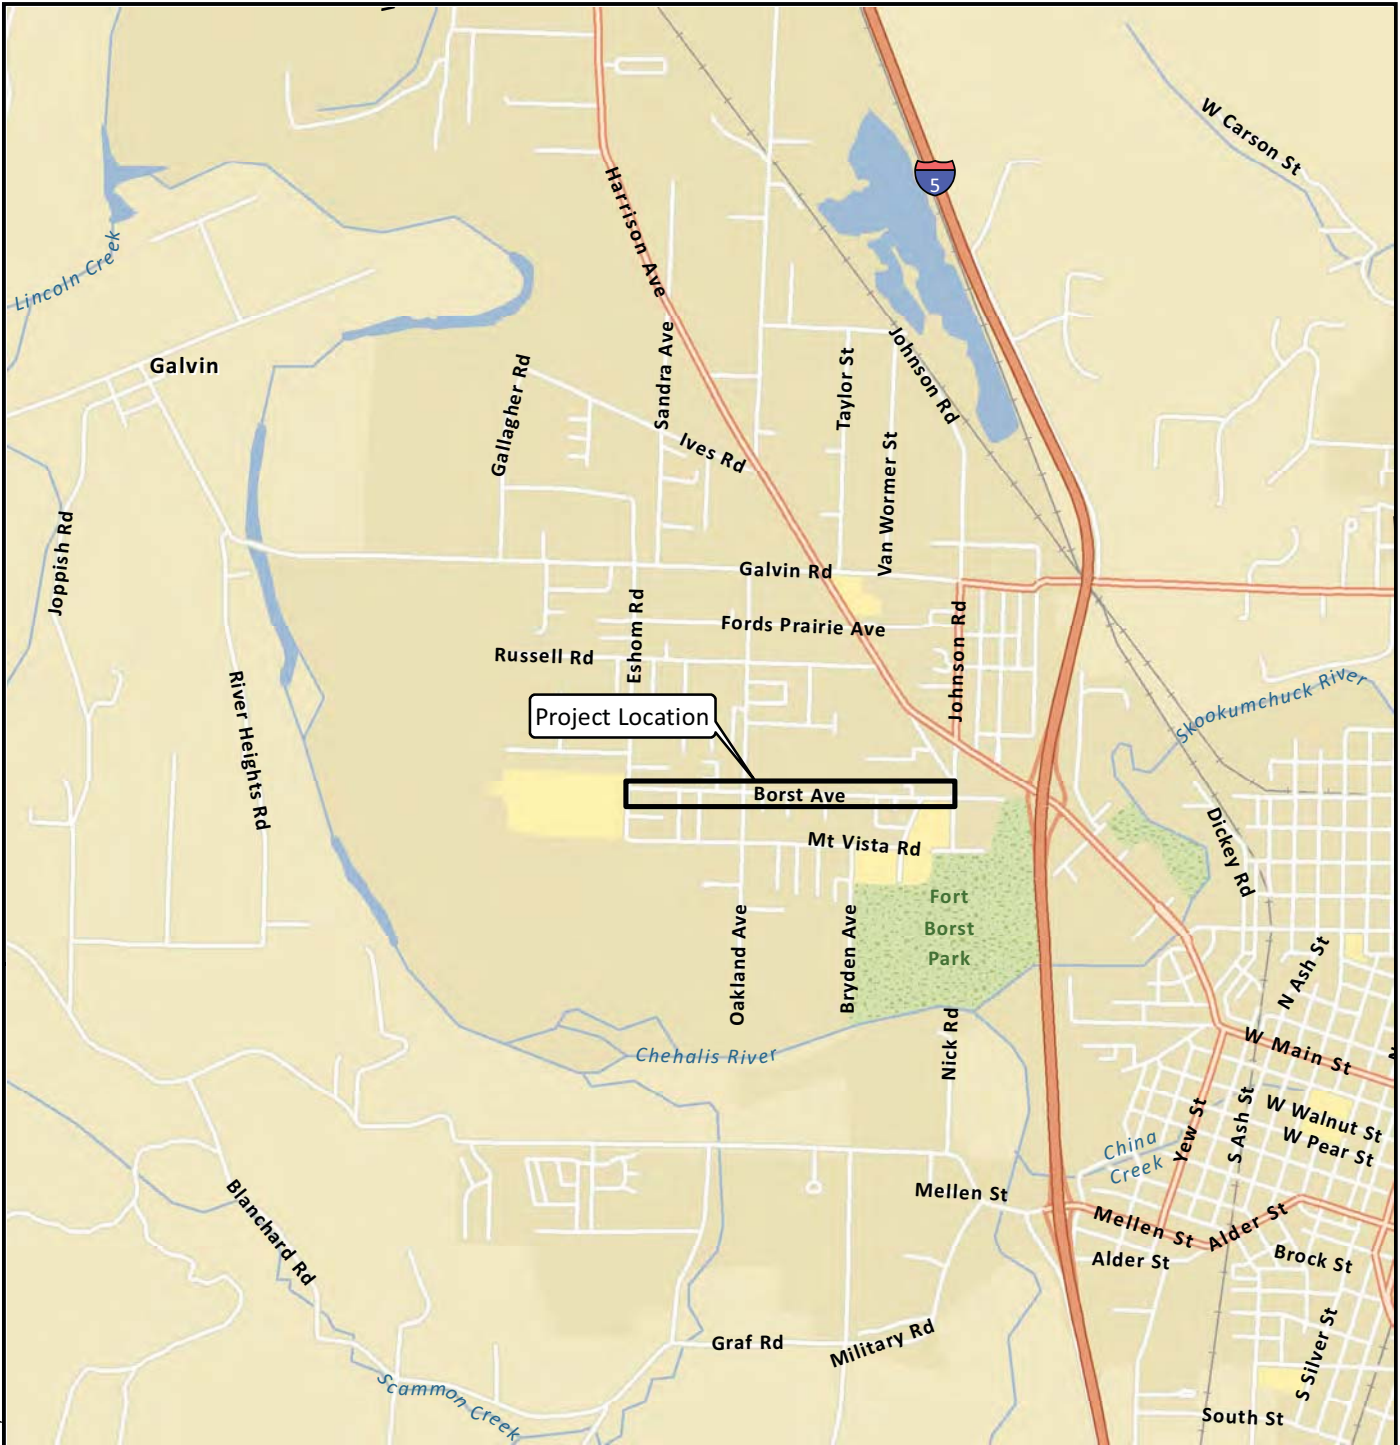 W Carson St
5
Harrison Ave
Lincoln Creek
Galvin
Gallagher Rd
Sandra Ave
Taylor St
Johnson Rd
Ives Rd
Van Wormer St
Joppish Rd
Galvin Rd
Eshom Rd
Fords Prairie Ave
Johnson Rd
Russell Rd
River Heights Rd
Skookumchuck River
Project Location
Borst Ave
Mt Vista Rd
Dickey Rd
Fort
Borst
Park
Oakland Ave
Bryden Ave
N Ash St
Nick Rd
Chehalis River
W Main St
W Walnut St
W Pear St
Yew St
S Ash St
China
Creek
Mellen St
Mellen St
Alder St
Alder St
Brock St
Blanchard Rd
Graf Rd
Military Rd
S Silver St
Scammon Creek
South St